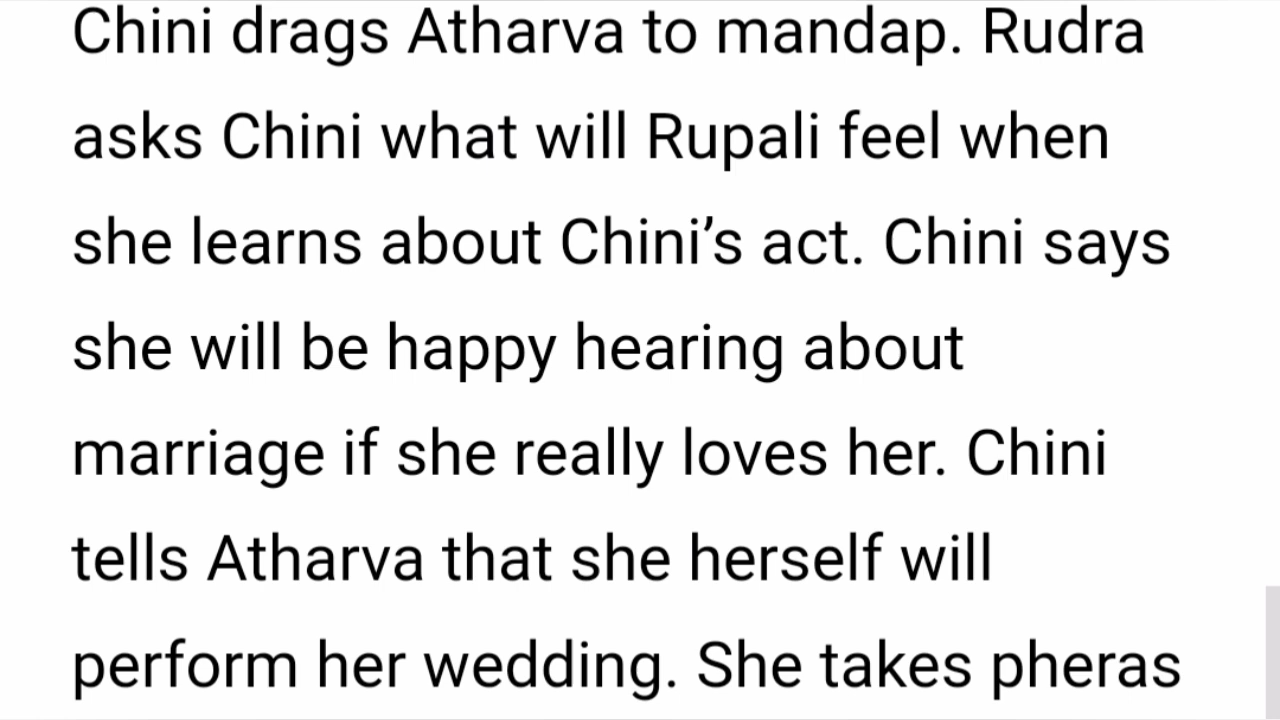 Chini drags Atharva to mandap. Rudra
asks Chini what will Rupali feel when
she learns about Chini’s act. Chini says
she will be happy hearing about
marriage if she really loves her. Chini
tells Atharva that she herself will
perform her wedding. She takes pheras